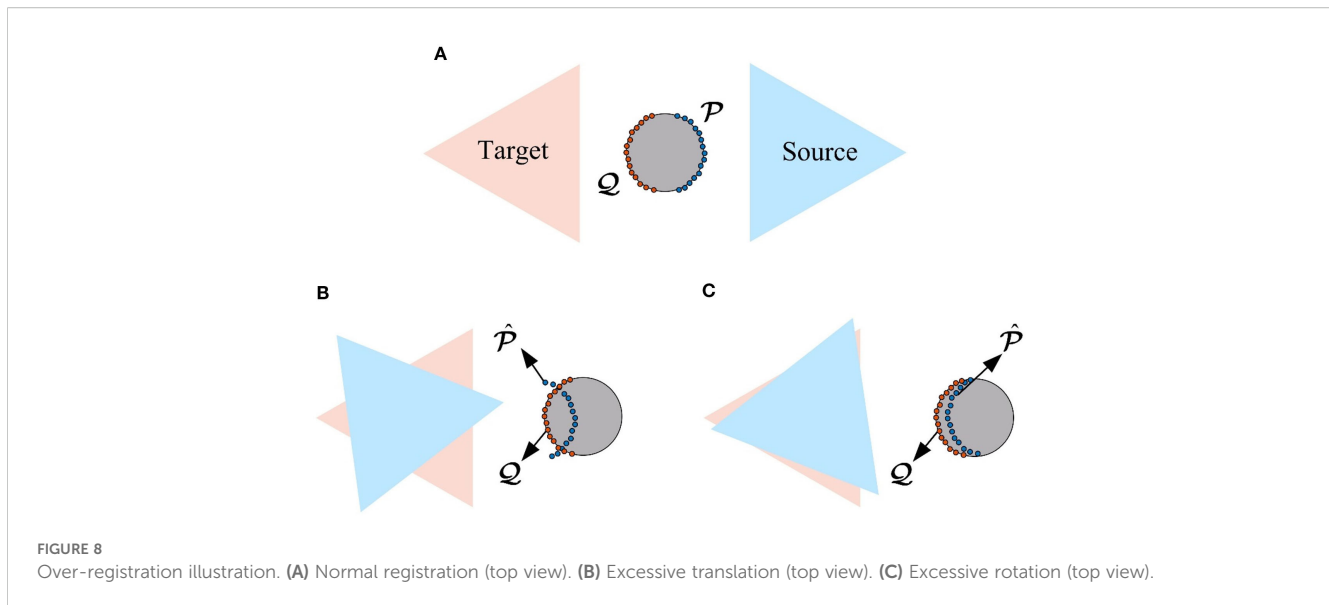 A
𝒫
Target
Source
𝒬
B
C
𝒫̂
𝒫̂
𝒬
𝒬
FIGURE 8
Over-registration illustration. (A) Normal registration (top view). (B) Excessive translation (top view). (C) Excessive rotation (top view).